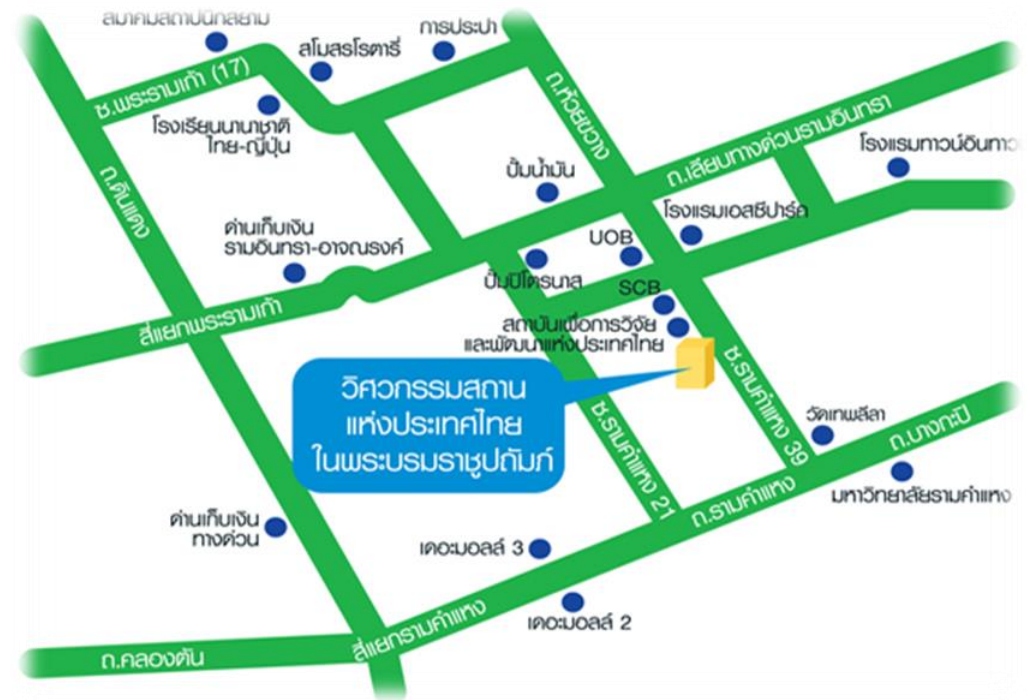 สมาคมสถาปนิกสยาม
การประปา
สโมสรโรตารี่
ซ.พระรามเก้า (17)
โรงเรียนนานาชาติ
ไทย-ญี่ปุ่น
ถ.ห้วยขวาง
ถ.เลียบทางด่วนรามอินทรา
โรงแรมทาวน์อินทาว
ปั้มน้ำมัน
ถ.ดินแดง
โรงแรมเอสซีปาร์ค
ด่านเก็บเงิน
รามอินทรา-อาจณรงค์
UOB
ปั้มปิโตรนาส
SCB
สี่แยกพระรามเก้า
สถาบันเพื่อการวิจัย
และพัฒนาแห่งประเทศไทย
วิศวกรรมสถาน
แห่งประเทศไทย
ในพระบรมราชูปถัมภ์
ซ.รามคำแหง 39
ซ.รามคำแหง 21
วัดเทพลีลา
ถ.บางกะปิ
มหาวิทยาลัยรามคำแหง
ถ.รามคำแหง
ด่านเก็บเงิน
ทางด่วน
เดอะมอลล์ 3
เดอะมอลล์ 2
สี่แยกรามคำแหง
ถ.คลองตัน